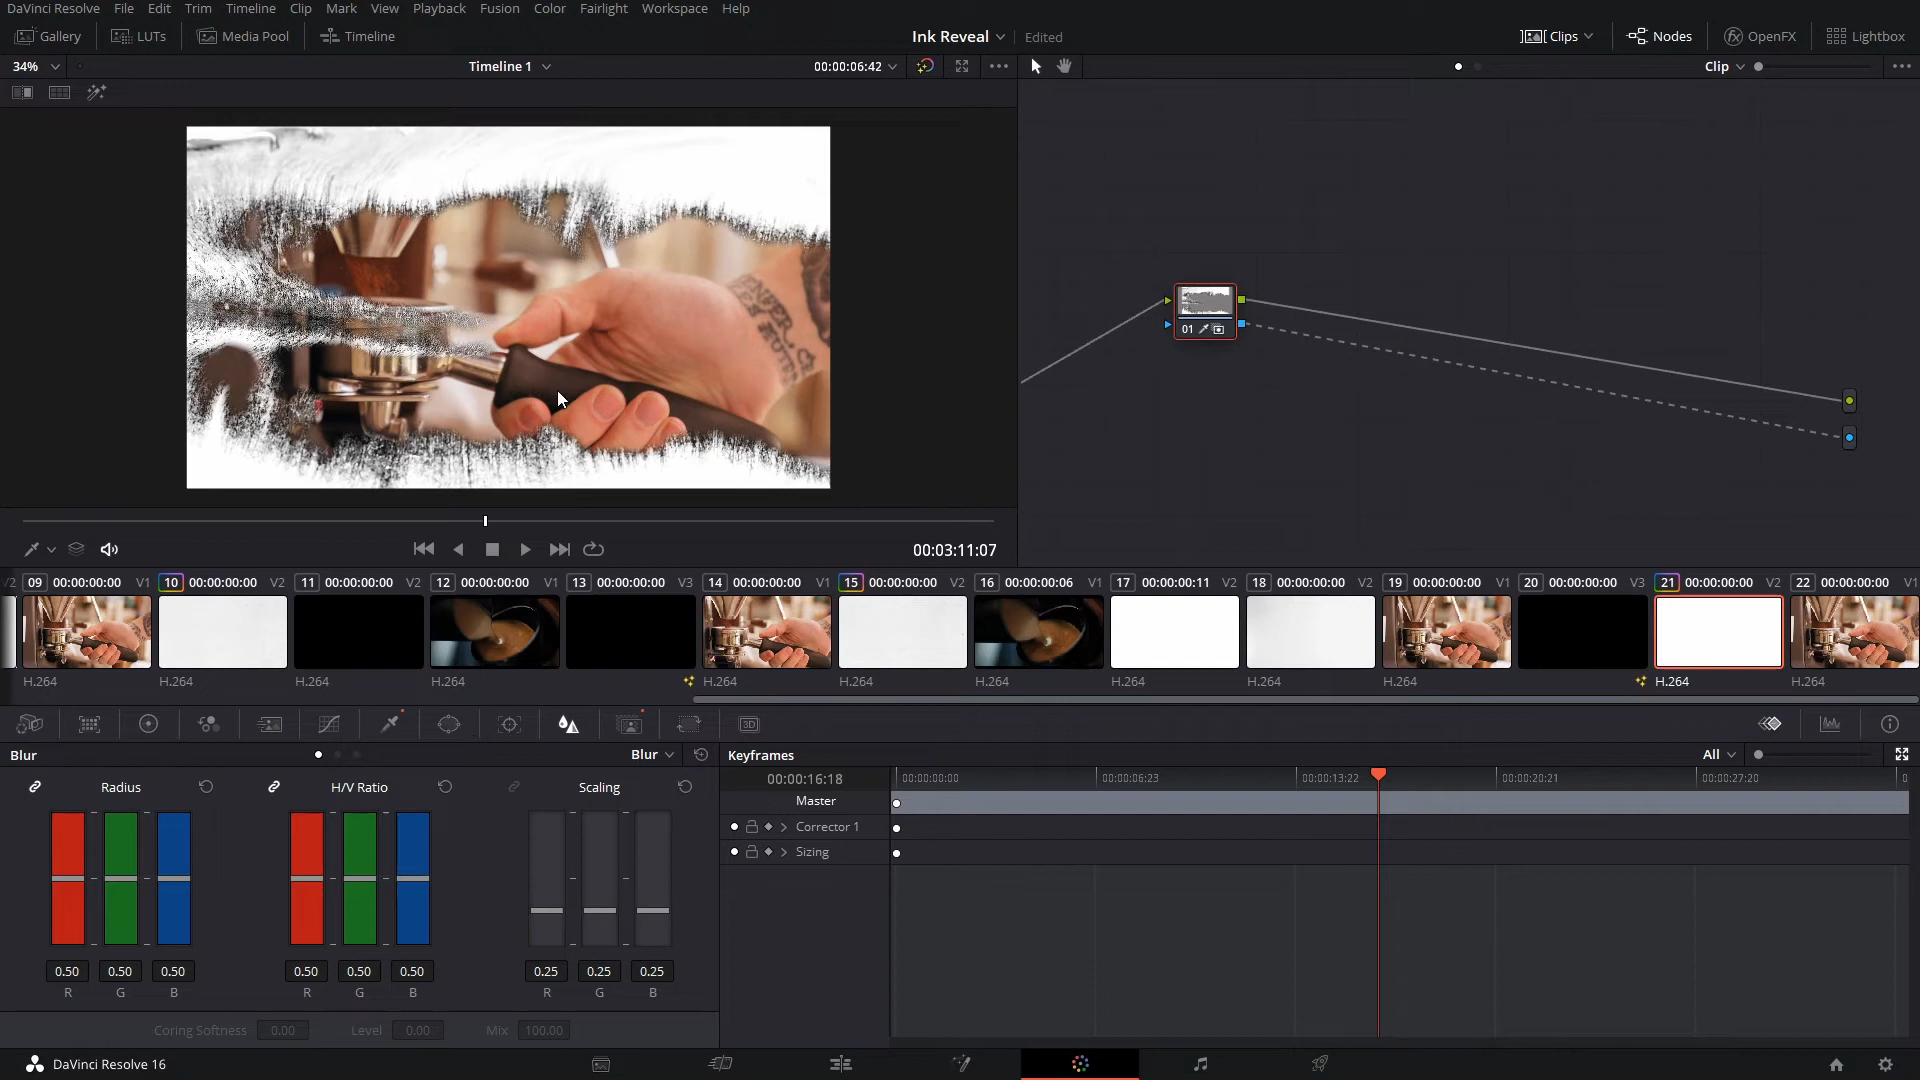 DaVinci Resolve File Edit Trim Timeline Clip Mark View Playback Fusion Color Fairlight Workspace Help
Gallery LUTs Media Pool Timeline Ink Reveal Edited Clips Nodes OpenFX Lightbox
34% Timeline 1 00:00:06:42 Clip
01
00:03:11:07
V2 09 00:00:00:00 V1 10 00:00:00:00 V2 11 00:00:00:00 V2 12 00:00:00:00 V1 13 00:00:00:00 V3 14 00:00:00:00 V1 15 00:00:00:00 V2 16 00:00:00:06 V1 17 00:00:00:11 V2 18 00:00:00:00 V2 19 00:00:00:00 V1 20 00:00:00:00 V3 21 00:00:00:00 V2 22 00:00:00:00 V1
H.264 H.264 H.264 H.264 H.264 H.264 H.264 H.264 H.264 H.264 H.264 H.264
3D
Blur Blur Keyframes All
Radius H/V Ratio Scaling 00:00:16:18 00:00:00:00 00:00:06:23 00:00:13:22 00:00:20:21 00:00:27:20 0
Master
Corrector 1
Sizing
0.50 0.50 0.50 0.50 0.50 0.50 0.25 0.25 0.25
R G B R G B R G B
Coring Softness 0.00 Level 0.00 Mix 100.00
DaVinci Resolve 16